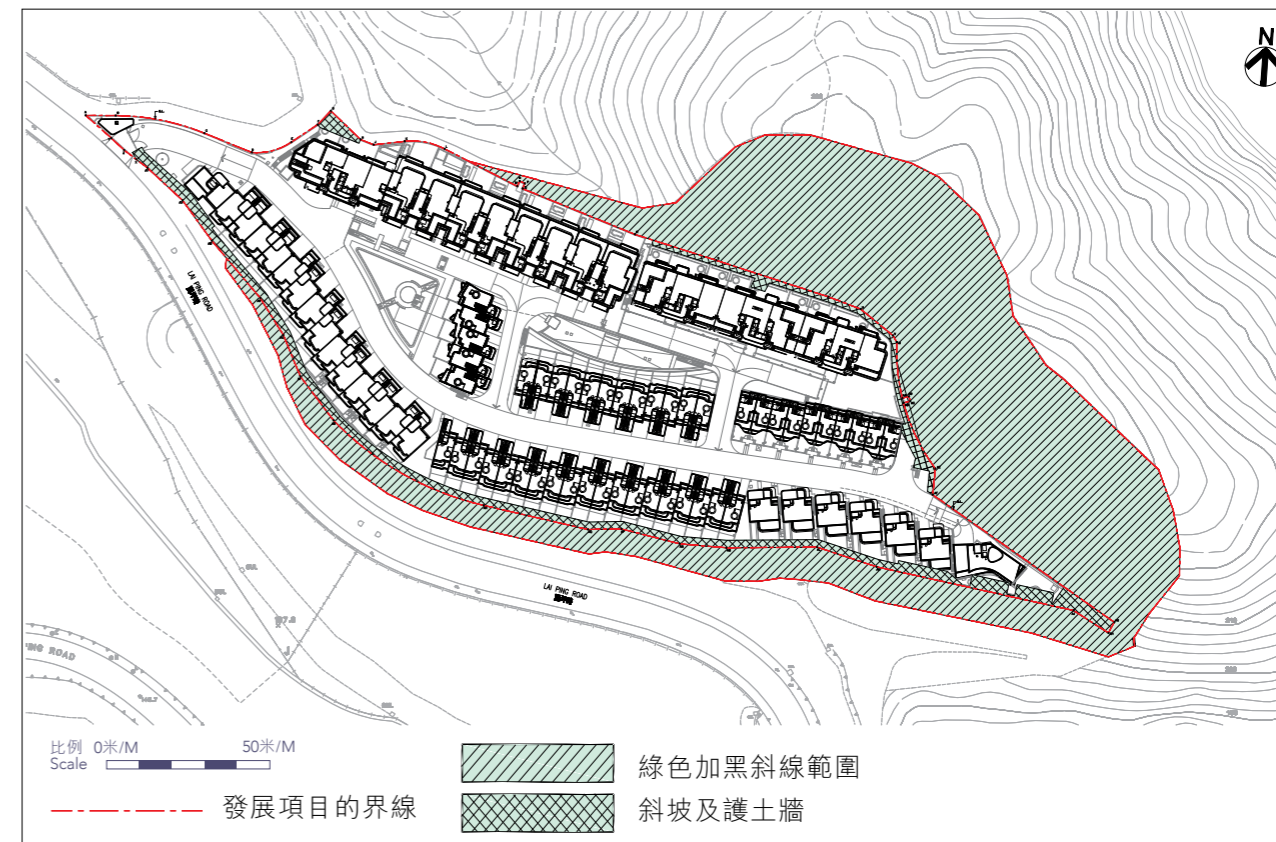 N
LAI PING ROAD
LAI PING ROAD
PING ROAD
比例 0米/M 50米/M
Scale
發展項目的界線
綠色加黑斜線範圍
斜坡及護土牆